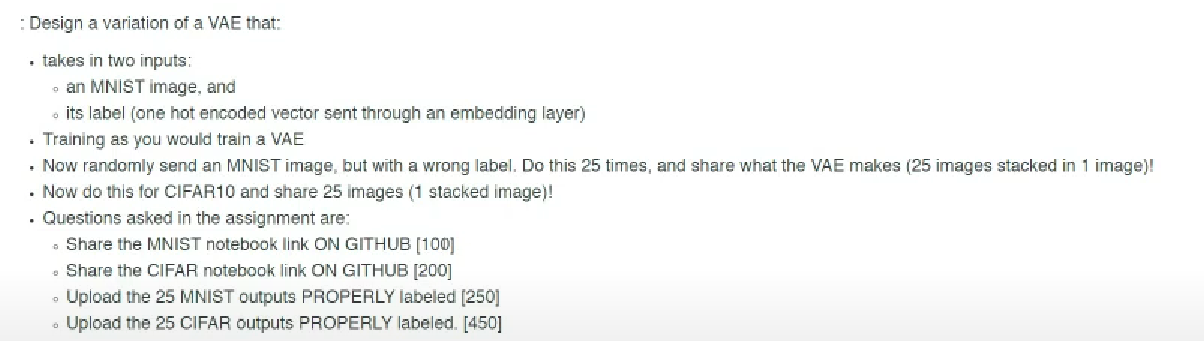 : Design a variation of a VAE that:
• takes in two inputs:
◦ an MNIST image, and
◦ its label (one hot encoded vector sent through an embedding layer)
• Training as you would train a VAE
• Now randomly send an MNIST image, but with a wrong label. Do this 25 times, and share what the VAE makes (25 images stacked in 1 image)!
• Now do this for CIFAR10 and share 25 images (1 stacked image)!
• Questions asked in the assignment are:
◦ Share the MNIST notebook link ON GITHUB [100]
◦ Share the CIFAR notebook link ON GITHUB [200]
◦ Upload the 25 MNIST outputs PROPERLY labeled [250]
◦ Upload the 25 CIFAR outputs PROPERLY labeled. [450]